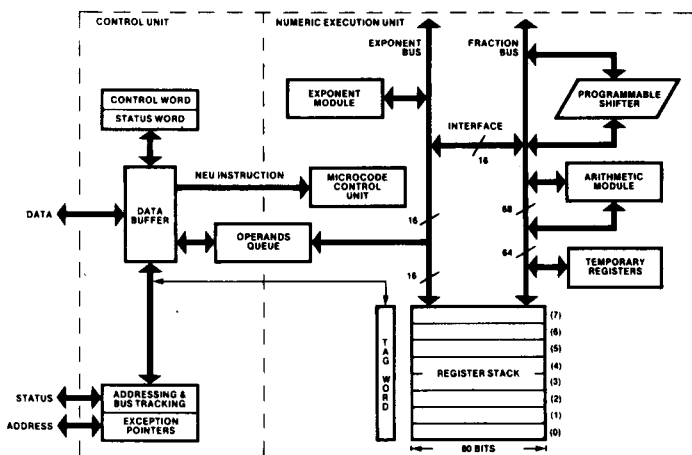 CONTROL UNIT
NUMERIC EXECUTION UNIT
EXPONENT
BUS
FRACTION
BUS
EXPONENT
MODULE
PROGRAMMABLE
SHIFTER
CONTROL WORD
STATUS WORD
INTERFACE
16
NEU INSTRUCTION
MICROCODE
CONTROL
UNIT
ARITHMETIC
MODULE
DATA
DATA
BUFFER
OPERANDS
QUEUE
16
68
64
TEMPORARY
REGISTERS
16
TAG WORD
REGISTER STACK
(7)
(6)
(5)
(4)
(3)
(2)
(1)
(0)
STATUS
ADDRESS
ADDRESSING &
BUS TRACKING
EXCEPTION
POINTERS
80 BITS